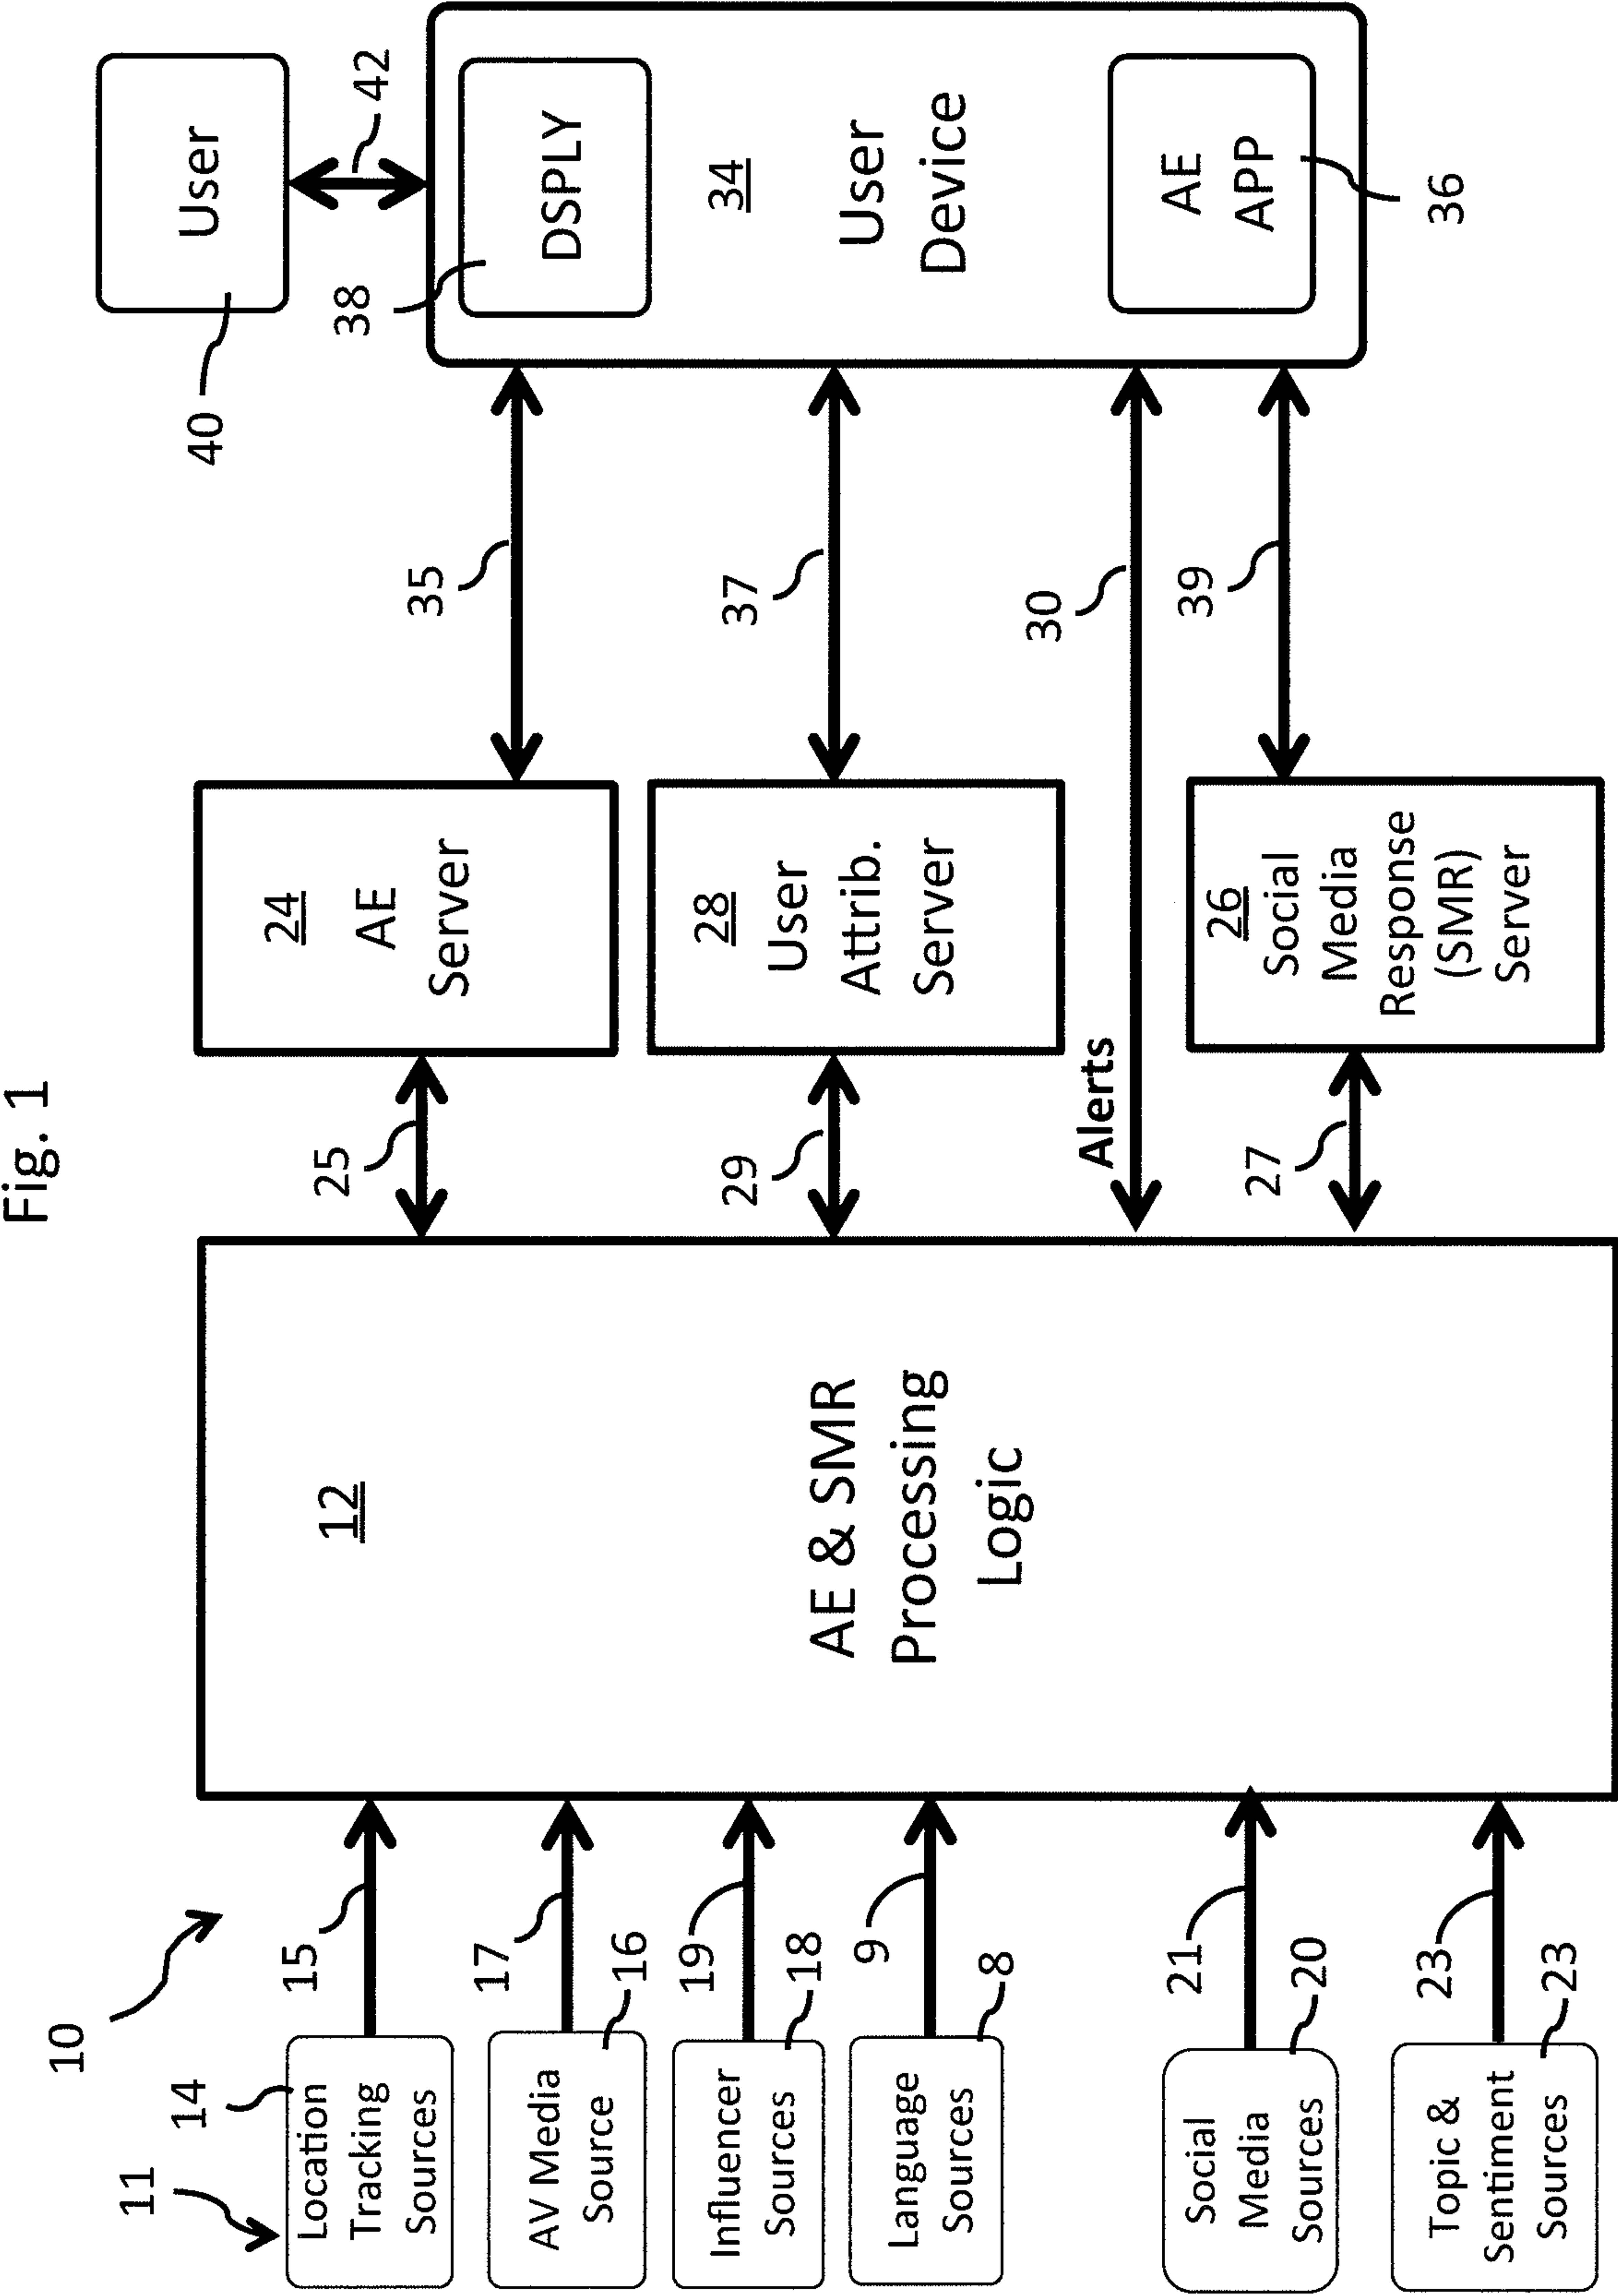 Fig. 1
10
11
14
Location
Tracking
Sources
15
AV Media
Source
16
17
Influencer
Sources
18
19
Language
Sources
8
9
Social
Media
Sources
20
21
Topic &
Sentiment
Sources
23
23
12
AE & SMR
Processing
Logic
25
29
Alerts
30
27
24
AE
Server
28
User
Attrib.
Server
26
Social
Media
Response
(SMR)
Server
35
37
39
40
User
42
38
DSPLY
34
User
Device
AE
APP
36